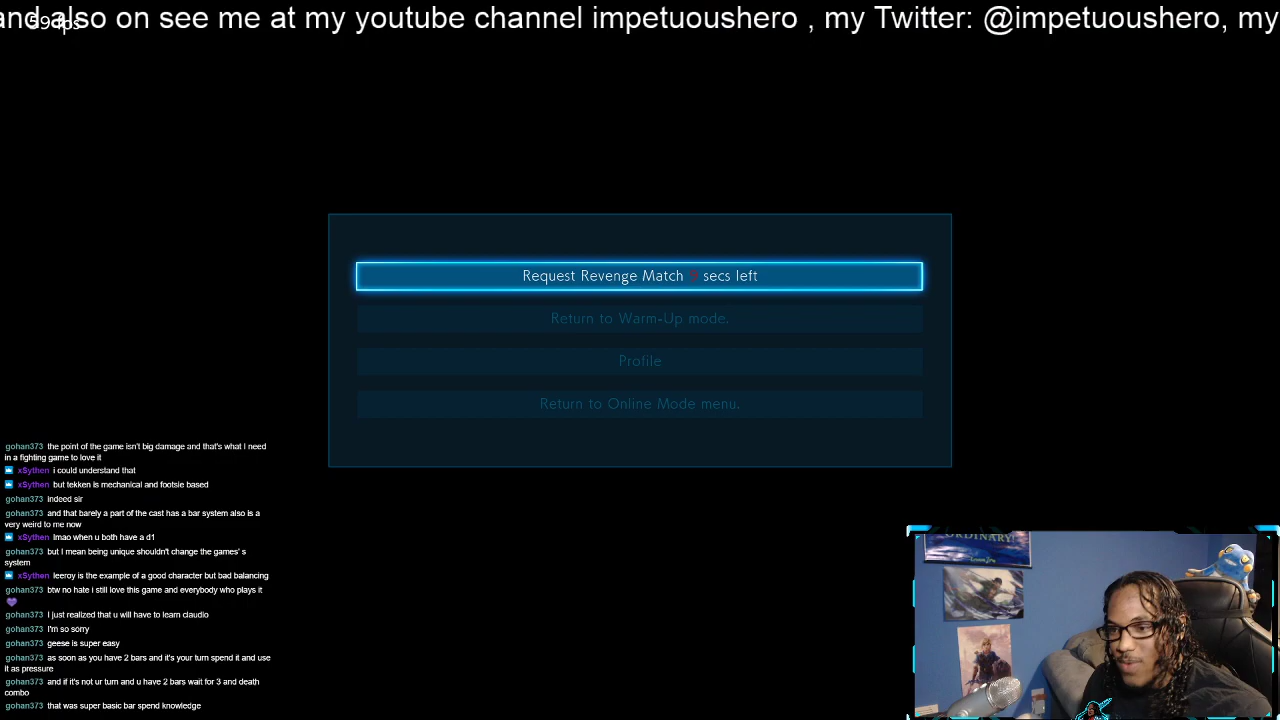 and also on see me at my youtube channel impetuoushero , my Twitter: @impetuoushero, my
59 fps
Request Revenge Match 0 secs left
Return to Warm-Up mode.
Profile
Return to Online Mode menu.
gohan373 the point of the game isn't big damage and that's what I need
in a fighting game to love it
xSythen i could understand that
xSythen but tekken is mechanical and footsie based
gohan373 indeed sir
gohan373 and that barely a part of the cast has a bar system also is a
very weird to me now
xSythen lmao when u both have a d1
gohan373 but I mean being unique shouldn't change the games' s
system
xSythen leeroy is the example of a good character but bad balancing
gohan373 btw no hate i still love this game and everybody who plays it
gohan373 I just realized that u will have to learn claudio
gohan373 I'm so sorry
gohan373 geese is super easy
gohan373 as soon as you have 2 bars and it's your turn spend it and use
it as pressure
gohan373 and if it's not ur turn and u have 2 bars wait for 3 and death
combo
gohan373 that was super basic bar spend knowledge
ORDINARY!